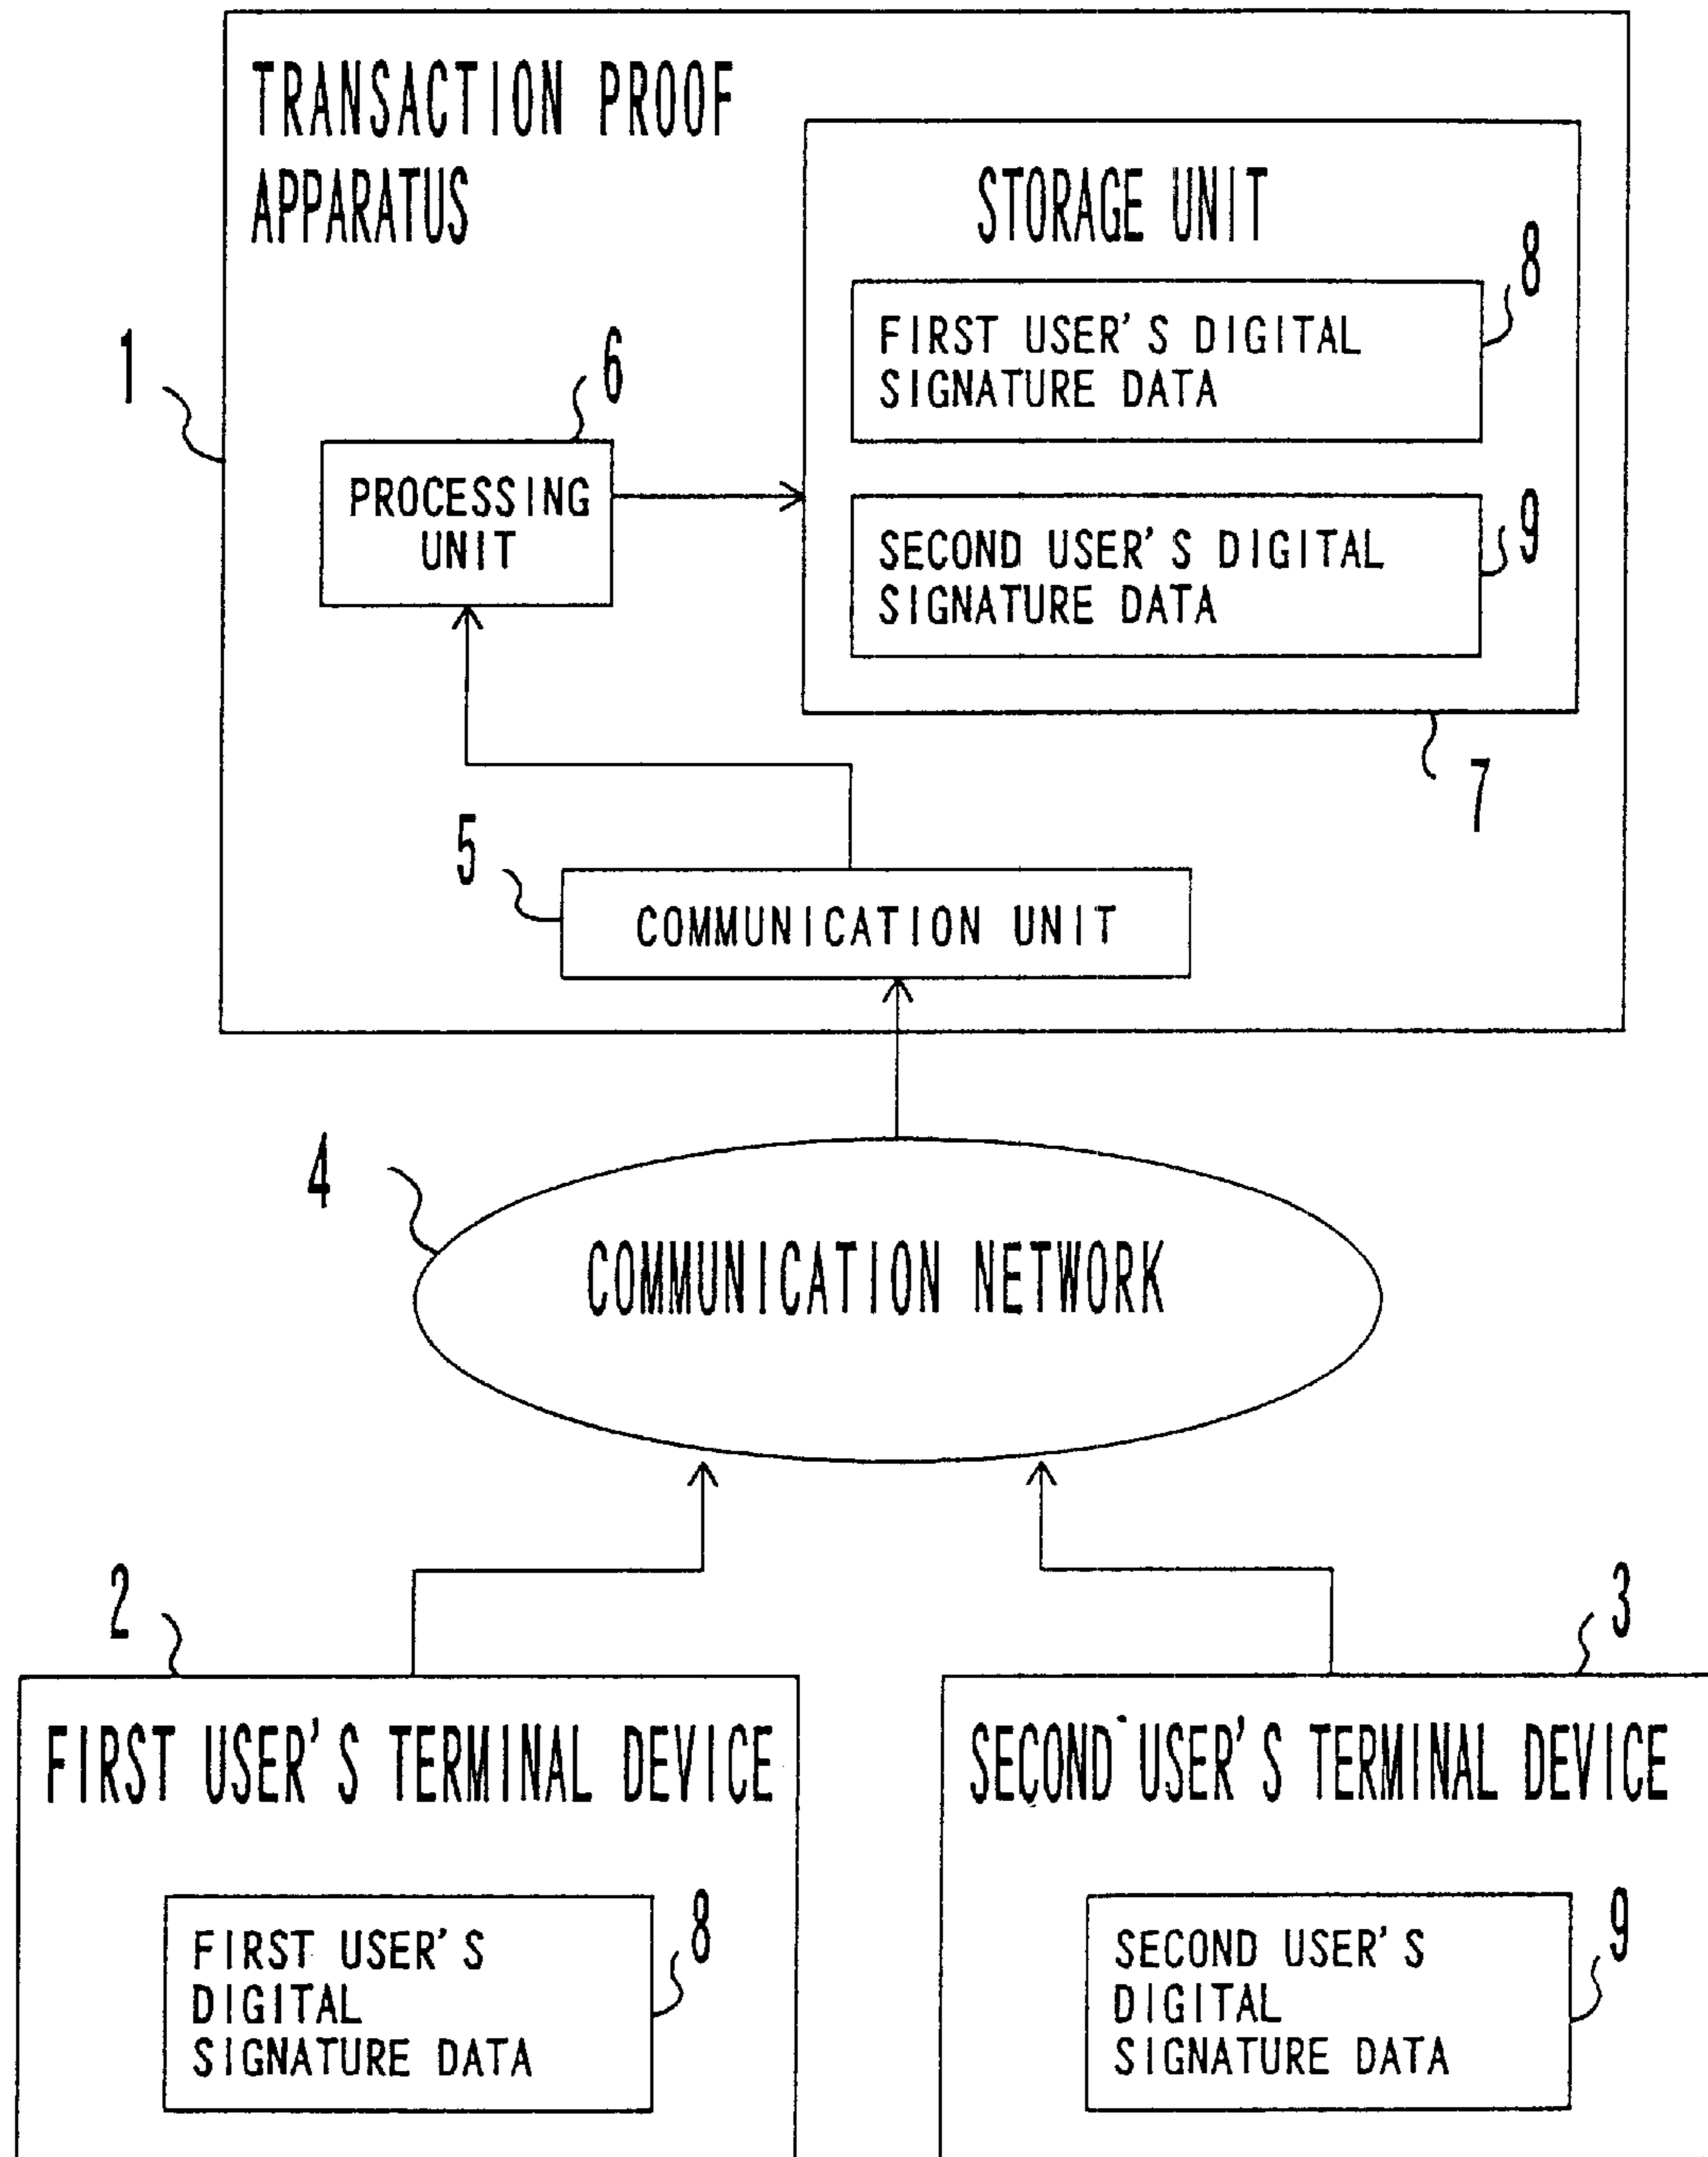 TRANSACTION PROOF
APPARATUS
STORAGE UNIT
8
FIRST USER'S DIGITAL
SIGNATURE DATA
1
6
PROCESSING
UNIT
9
SECOND USER'S DIGITAL
SIGNATURE DATA
7
5
COMMUNICATION UNIT
4
COMMUNICATION NETWORK
2
3
FIRST USER'S TERMINAL DEVICE
SECOND USER'S TERMINAL DEVICE
8
FIRST USER'S
DIGITAL
SIGNATURE DATA
9
SECOND USER'S
DIGITAL
SIGNATURE DATA